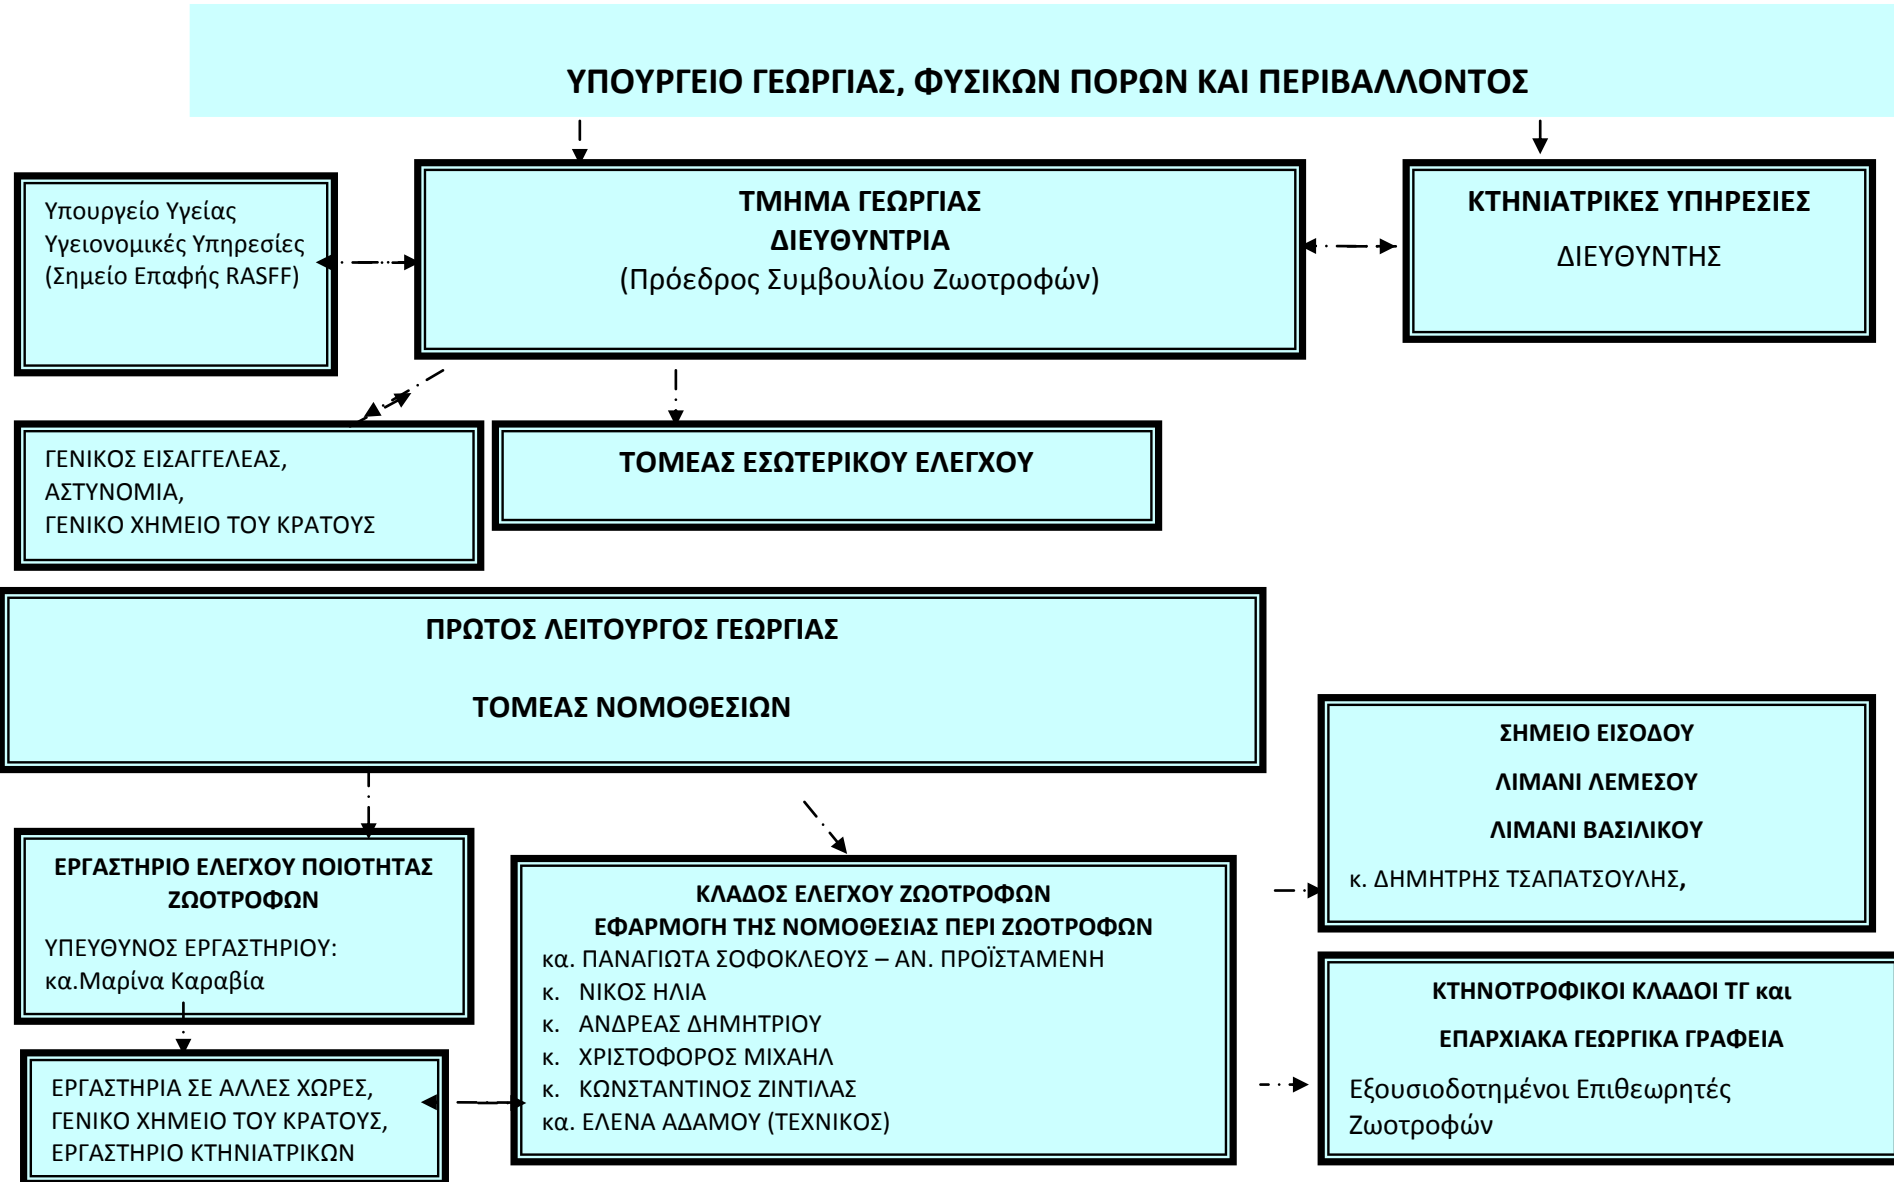 ΥΠΟΥΡΓΕΙΟ ΓΕΩΡΓΙΑΣ, ΦΥΣΙΚΩΝ ΠΟΡΩΝ ΚΑΙ ΠΕΡΙΒΑΛΛΟΝΤΟΣ
Υπουργείο Υγείας
Υγειονομικές Υπηρεσίες
(Σημείο Επαφής RASFF)
ΤΜΗΜΑ ΓΕΩΡΓΙΑΣ
ΔΙΕΥΘΥΝΤΡΙΑ
(Πρόεδρος Συμβουλίου Ζωοτροφών)
ΚΤΗΝΙΑΤΡΙΚΕΣ ΥΠΗΡΕΣΙΕΣ
ΔΙΕΥΘΥΝΤΗΣ
ΓΕΝΙΚΟΣ ΕΙΣΑΓΓΕΛΕΑΣ,
ΑΣΤΥΝΟΜΙΑ,
ΓΕΝΙΚΟ ΧΗΜΕΙΟ ΤΟΥ ΚΡΑΤΟΥΣ
ΤΟΜΕΑΣ ΕΣΩΤΕΡΙΚΟΥ ΕΛΕΓΧΟΥ
ΠΡΩΤΟΣ ΛΕΙΤΟΥΡΓΟΣ ΓΕΩΡΓΙΑΣ
ΤΟΜΕΑΣ ΝΟΜΟΘΕΣΙΩΝ
ΣΗΜΕΙΟ ΕΙΣΟΔΟΥ
ΛΙΜΑΝΙ ΛΕΜΕΣΟΥ
ΛΙΜΑΝΙ ΒΑΣΙΛΙΚΟΥ
κ. ΔΗΜΗΤΡΗΣ ΤΣΑΠΑΤΣΟΥΛΗΣ,
ΕΡΓΑΣΤΗΡΙΟ ΕΛΕΓΧΟΥ ΠΟΙΟΤΗΤΑΣ
ΖΩΟΤΡΟΦΩΝ
ΥΠΕΥΘΥΝΟΣ ΕΡΓΑΣΤΗΡΙΟΥ:
κα.Μαρίνα Καραβία
ΚΛΑΔΟΣ ΕΛΕΓΧΟΥ ΖΩΟΤΡΟΦΩΝ
ΕΦΑΡΜΟΓΗ ΤΗΣ ΝΟΜΟΘΕΣΙΑΣ ΠΕΡΙ ΖΩΟΤΡΟΦΩΝ
κα. ΠΑΝΑΓΙΩΤΑ ΣΟΦΟΚΛΕΟΥΣ – ΑΝ. ΠΡΟΪΣΤΑΜΕΝΗ
κ. ΝΙΚΟΣ ΗΛΙΑ
κ. ΑΝΔΡΕΑΣ ΔΗΜΗΤΡΙΟΥ
κ. ΧΡΙΣΤΟΦΟΡΟΣ ΜΙΧΑΗΛ
κ. ΚΩΝΣΤΑΝΤΙΝΟΣ ΖΙΝΤΙΛΑΣ
κα. ΕΛΕΝΑ ΑΔΑΜΟΥ (ΤΕΧΝΙΚΟΣ)
ΚΤΗΝΟΤΡΟΦΙΚΟΙ ΚΛΑΔΟΙ ΤΓ και
ΕΠΑΡΧΙΑΚΑ ΓΕΩΡΓΙΚΑ ΓΡΑΦΕΙΑ
Εξουσιοδοτημένοι Επιθεωρητές
Ζωοτροφών
ΕΡΓΑΣΤΗΡΙΑ ΣΕ ΑΛΛΕΣ ΧΩΡΕΣ,
ΓΕΝΙΚΟ ΧΗΜΕΙΟ ΤΟΥ ΚΡΑΤΟΥΣ,
ΕΡΓΑΣΤΗΡΙΟ ΚΤΗΝΙΑΤΡΙΚΩΝ